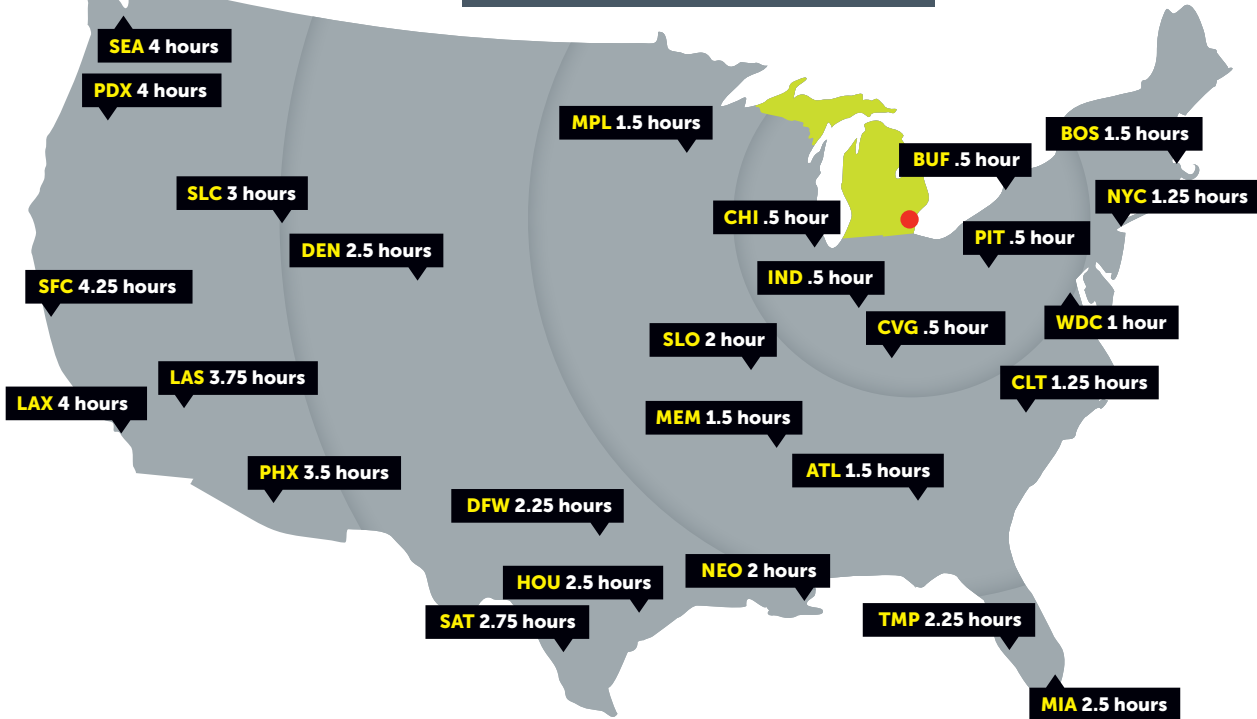 SEA 4 hours
PDX 4 hours
MPL 1.5 hours
BOS 1.5 hours
BUF .5 hour
SLC 3 hours
NYC 1.25 hours
CHI .5 hour
PIT .5 hour
DEN 2.5 hours
IND .5 hour
SFC 4.25 hours
WDC 1 hour
CVG .5 hour
SLO 2 hour
LAS 3.75 hours
CLT 1.25 hours
LAX 4 hours
MEM 1.5 hours
ATL 1.5 hours
PHX 3.5 hours
DFW 2.25 hours
NEO 2 hours
HOU 2.5 hours
SAT 2.75 hours
TMP 2.25 hours
MIA 2.5 hours